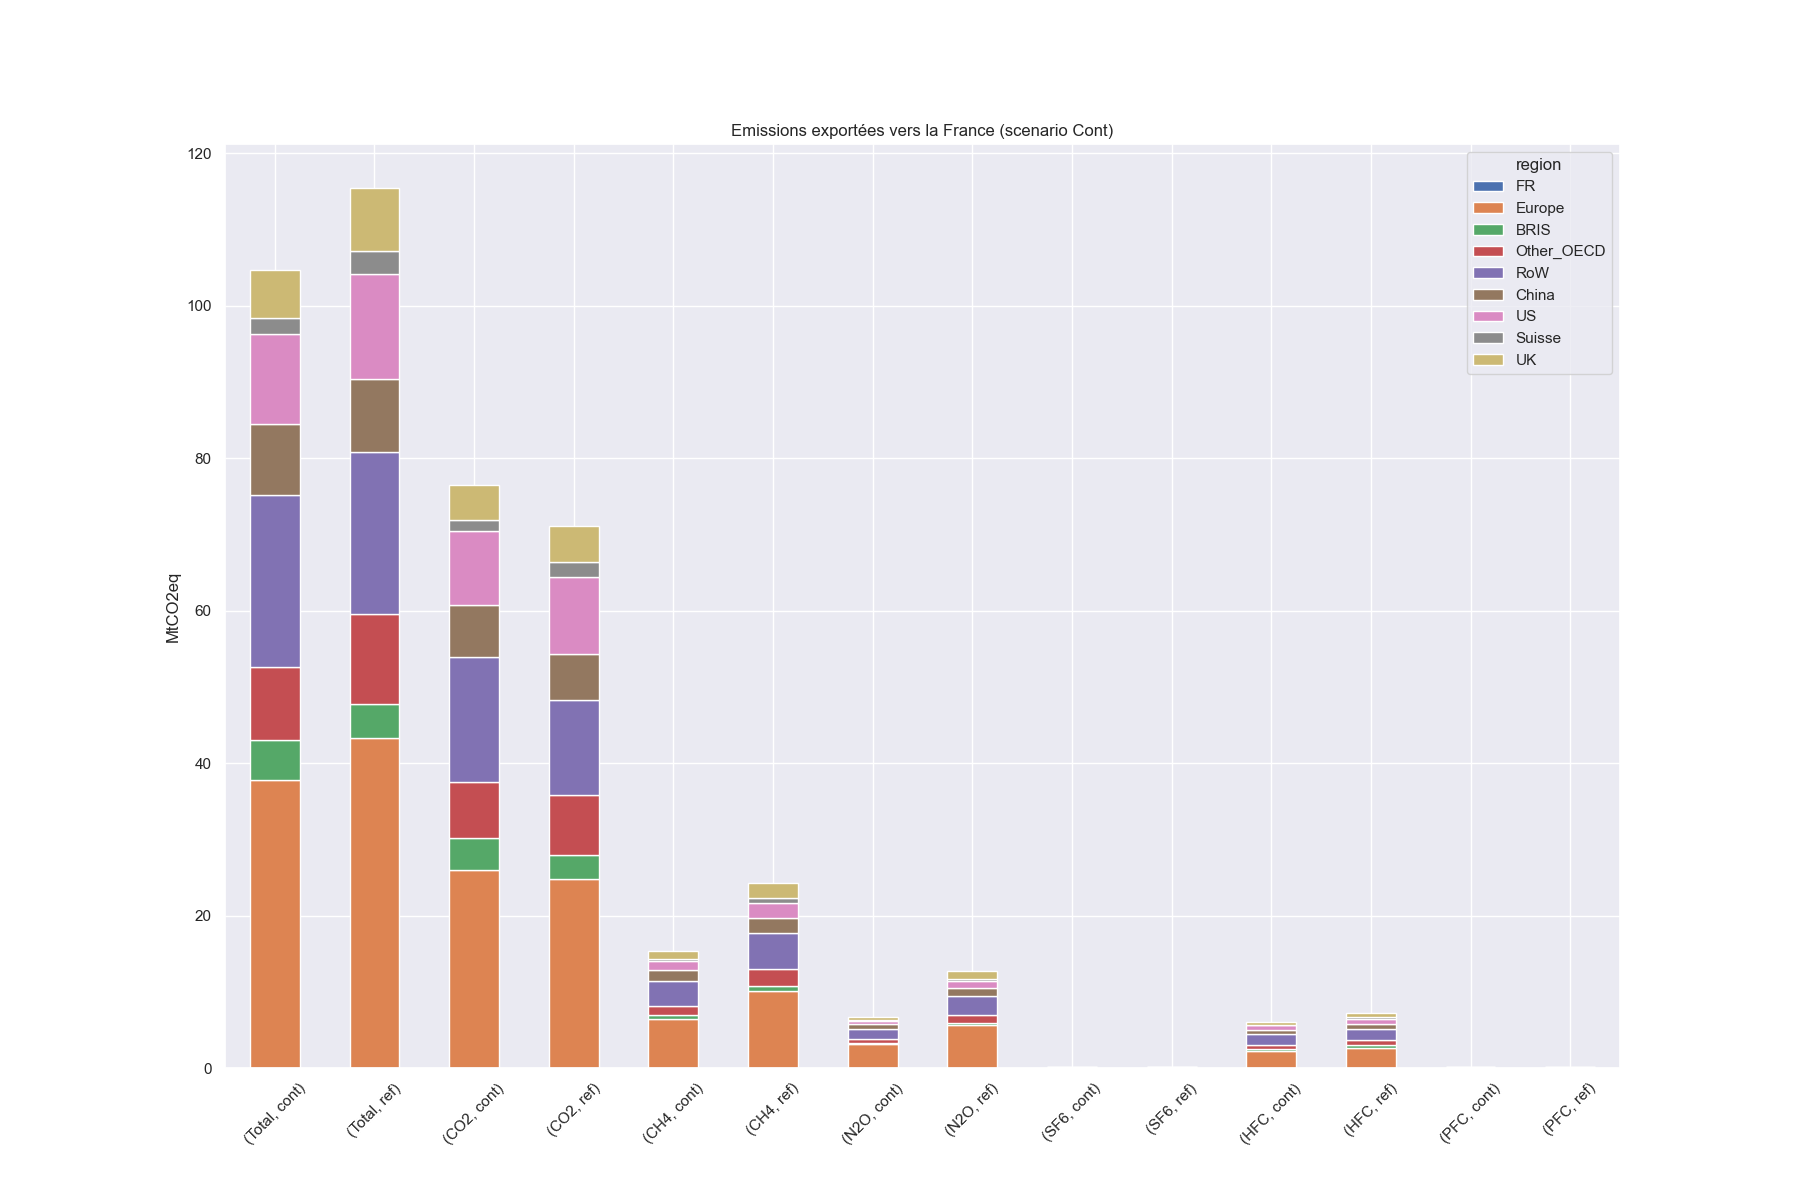 Emissions exportées vers la France (scenario Cont)
120
100
80
60
40
20
0
MtCO2eq
region
FR
Europe
BRIS
Other_OECD
RoW
China
US
Suisse
UK
(Total, cont)
(Total, ref)
(CO2, cont)
(CO2, ref)
(CH4, cont)
(CH4, ref)
(N2O, cont)
(N2O, ref)
(SF6, cont)
(SF6, ref)
(HFC, cont)
(HFC, ref)
(PFC, cont)
(PFC, ref)